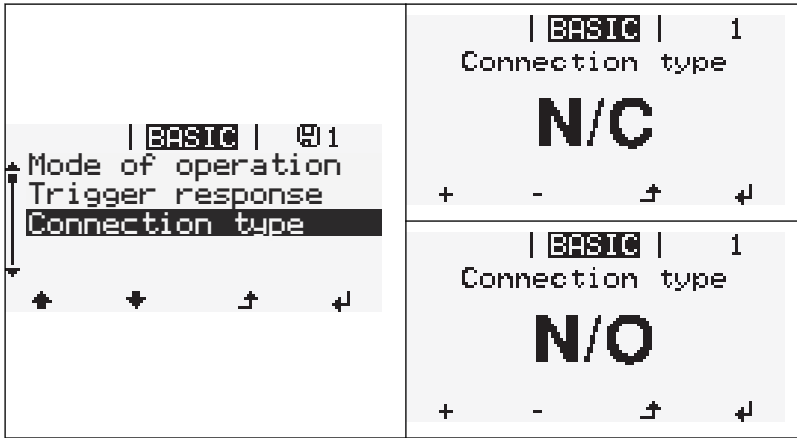 | BASIC | 1
Mode of operation
Trigger response
Connection type
| BASIC | 1
Connection type
N/C
+ -
| BASIC | 1
Connection type
N/O
+ -